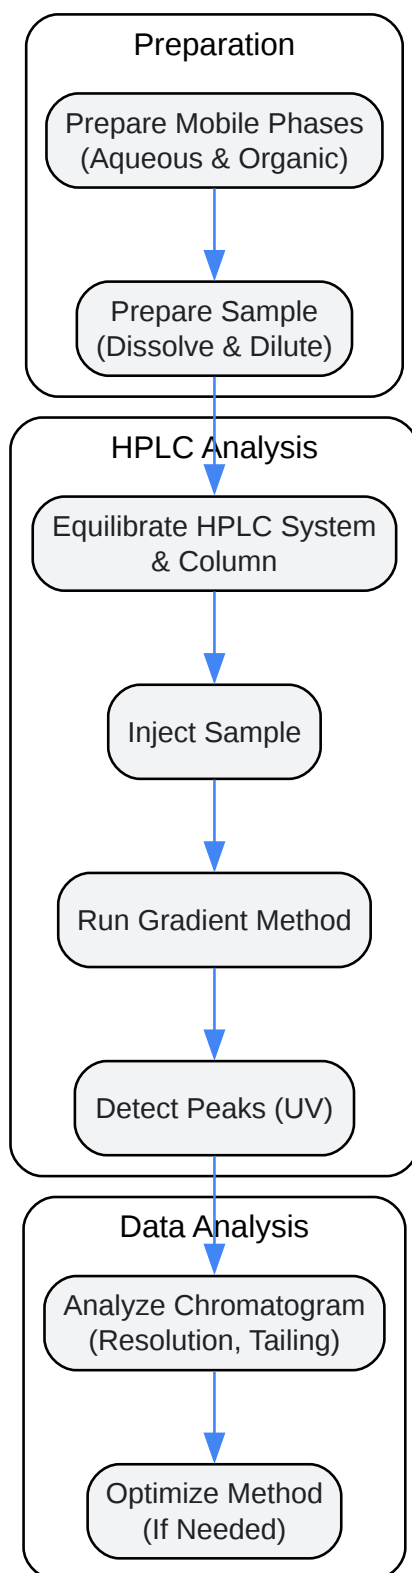 Preparation
Prepare Mobile Phases
(Aqueous & Organic)
Prepare Sample
(Dissolve & Dilute)
HPLC Analysis
Equilibrate HPLC System
& Column
Inject Sample
Run Gradient Method
Detect Peaks (UV)
Data Analysis
Analyze Chromatogram
(Resolution, Tailing)
Optimize Method
(If Needed)